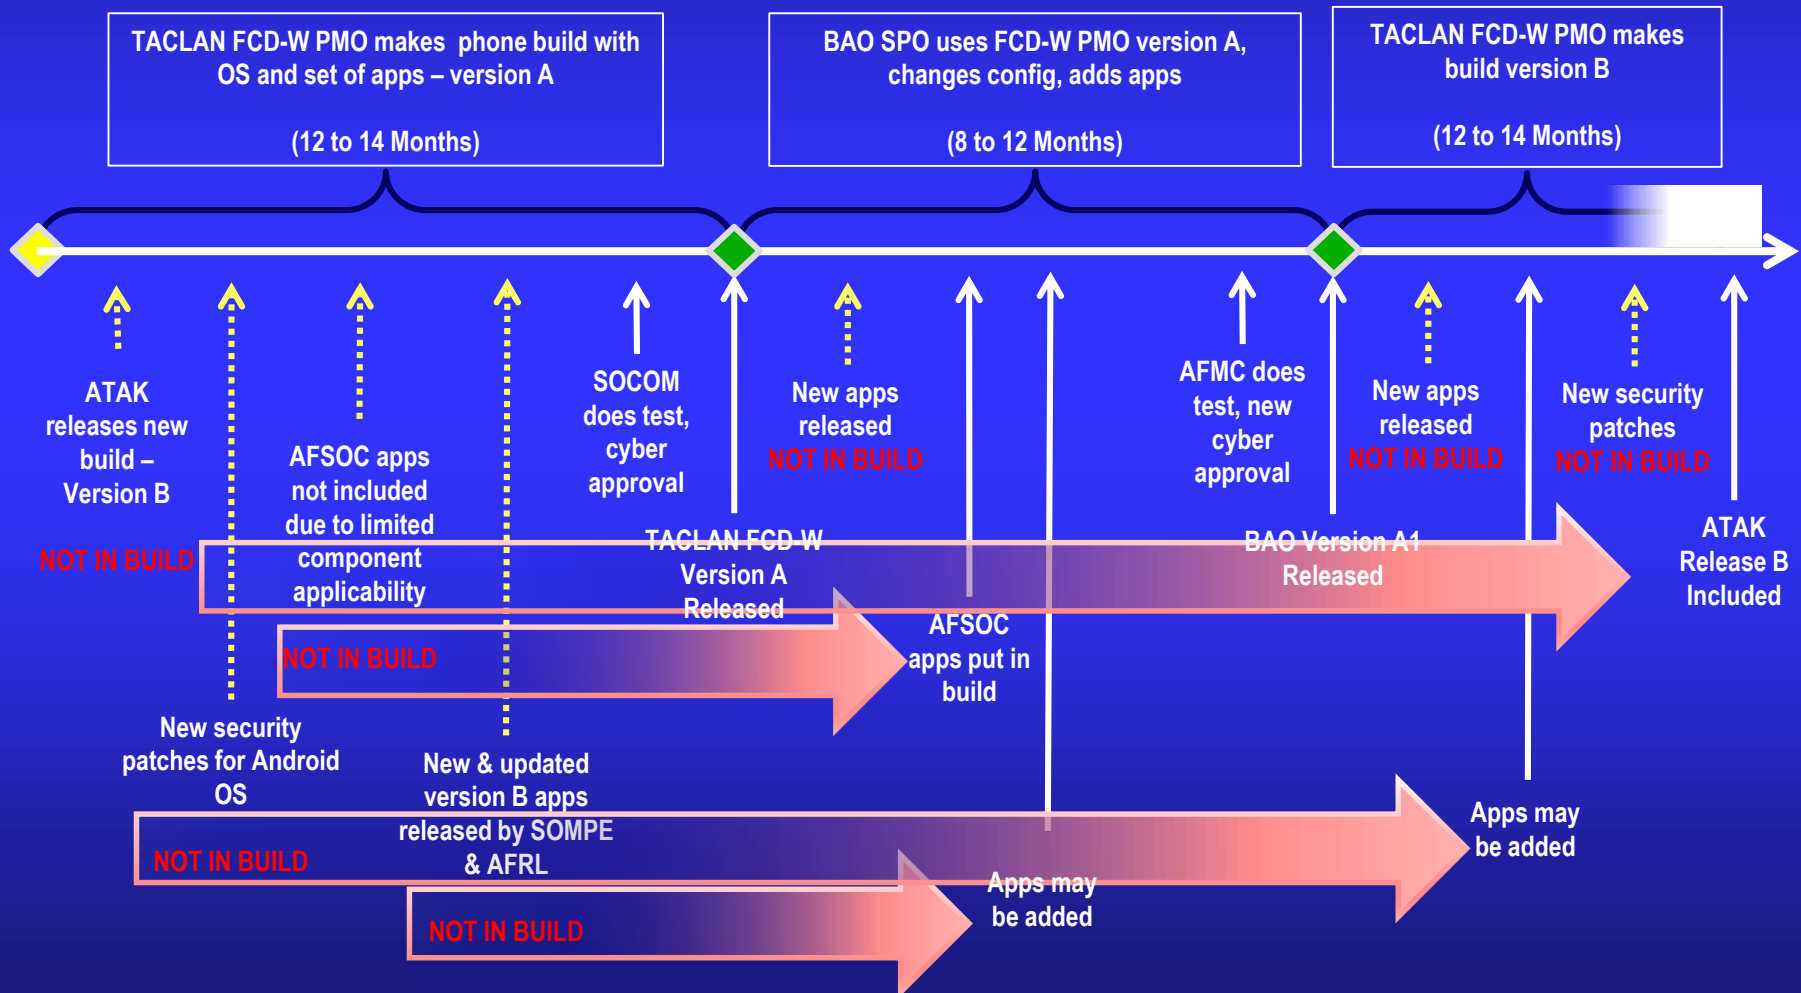 TACLAN FCD-W PMO makes phone build with
OS and set of apps – version A
(12 to 14 Months)
BAO SPO uses FCD-W PMO version A,
changes config, adds apps
(8 to 12 Months)
TACLAN FCD-W PMO makes
build version B
(12 to 14 Months)
ATAK
releases new
build –
Version B
NOT IN BUILD
New security
patches for Android
OS
NOT IN BUILD
AFSOC apps
not included
due to limited
component
applicability
NOT IN BUILD
New & updated
version B apps
released by SOMPE
& AFRL
NOT IN BUILD
SOCOM
does test,
cyber
approval
TACLAN FCD-W
Version A
Released
New apps
released
NOT IN BUILD
AFSOC
apps put in
build
Apps may
be added
AFMC does
test, new
cyber
approval
BAO Version A1
Released
New apps
released
NOT IN BUILD
Apps may
be added
New security
patches
NOT IN BUILD
ATAK
Release B
Included